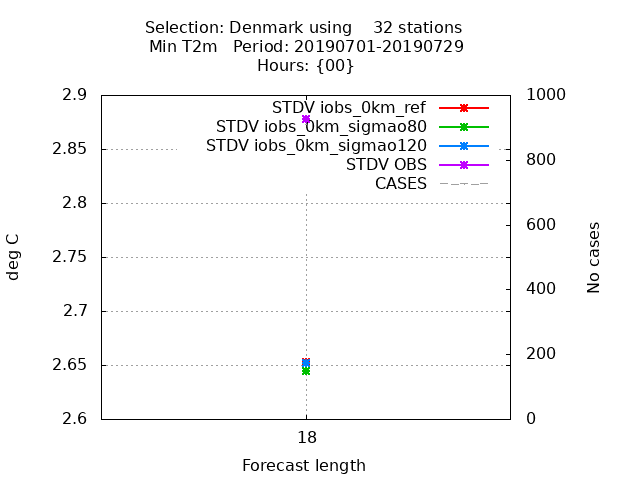 Selection: Denmark using    32 stations
Min T2m   Period: 20190701-20190729
Hours: {00}
2.9
2.85
2.8
2.75
2.7
2.65
2.6
deg C
STDV iobs_0km_ref
STDV iobs_0km_sigmao80
STDV iobs_0km_sigmao120
STDV OBS
CASES
1000
800
600
400
200
0
No cases
18
Forecast length